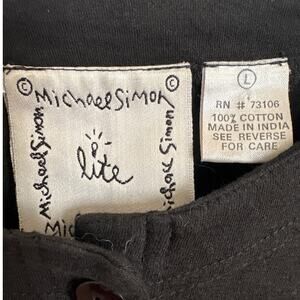 © Michael Simon ©
Michael Simon
lite
Michael Simon
Mic
L
RN # 73106
100% COTTON
MADE IN INDIA
SEE REVERSE
FOR CARE